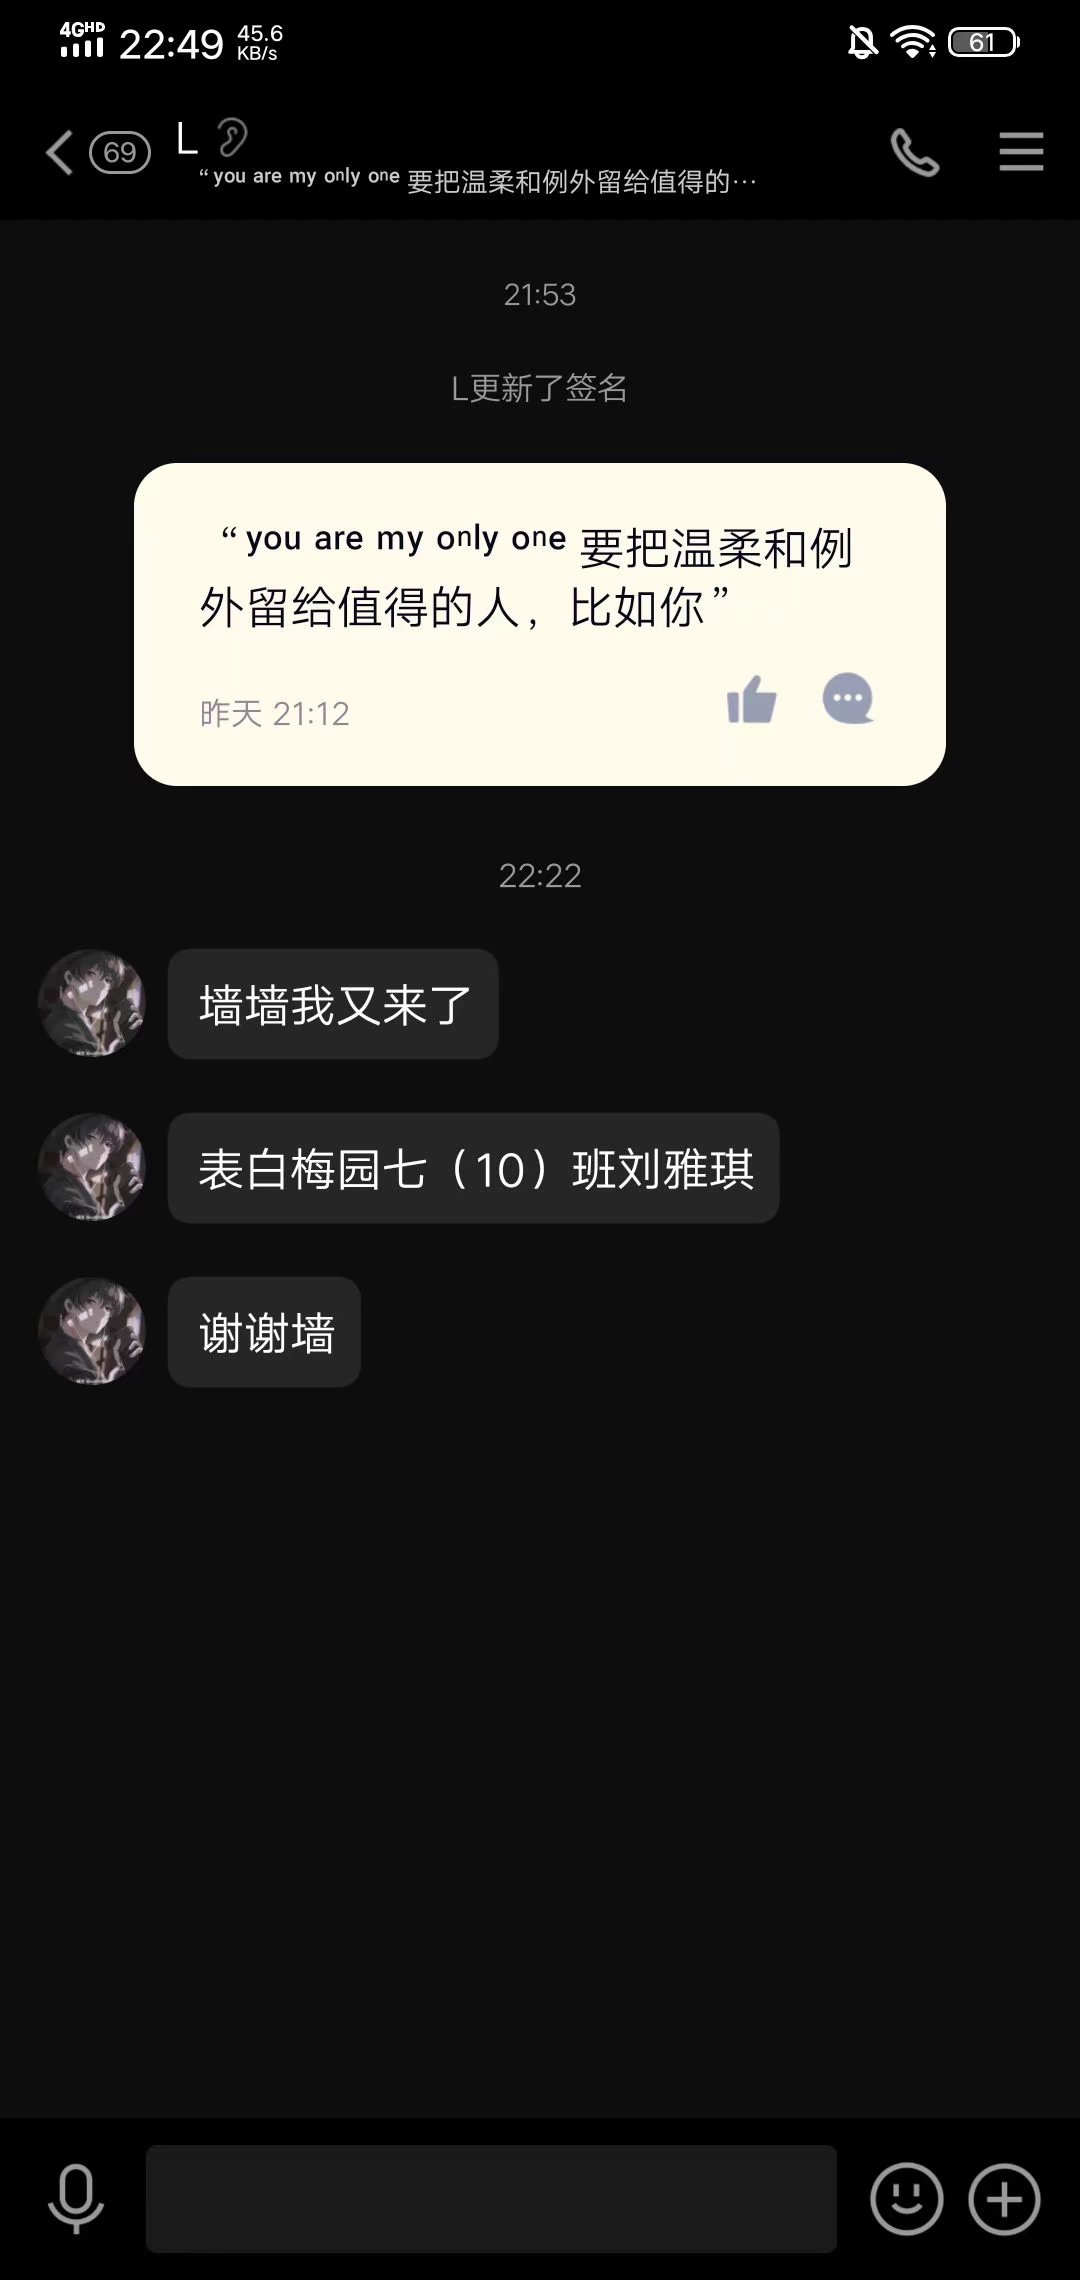 4GHD 22:49 45.6 KB/s 61
69 L
“you are my only one 要把温柔和例外留给值得的…
21:53
L更新了签名
“you are my only one 要把温柔和例
外留给值得的人，比如你”
昨天 21:12
22:22
墙墙我又来了
表白梅园七（10）班刘雅琪
谢谢墙